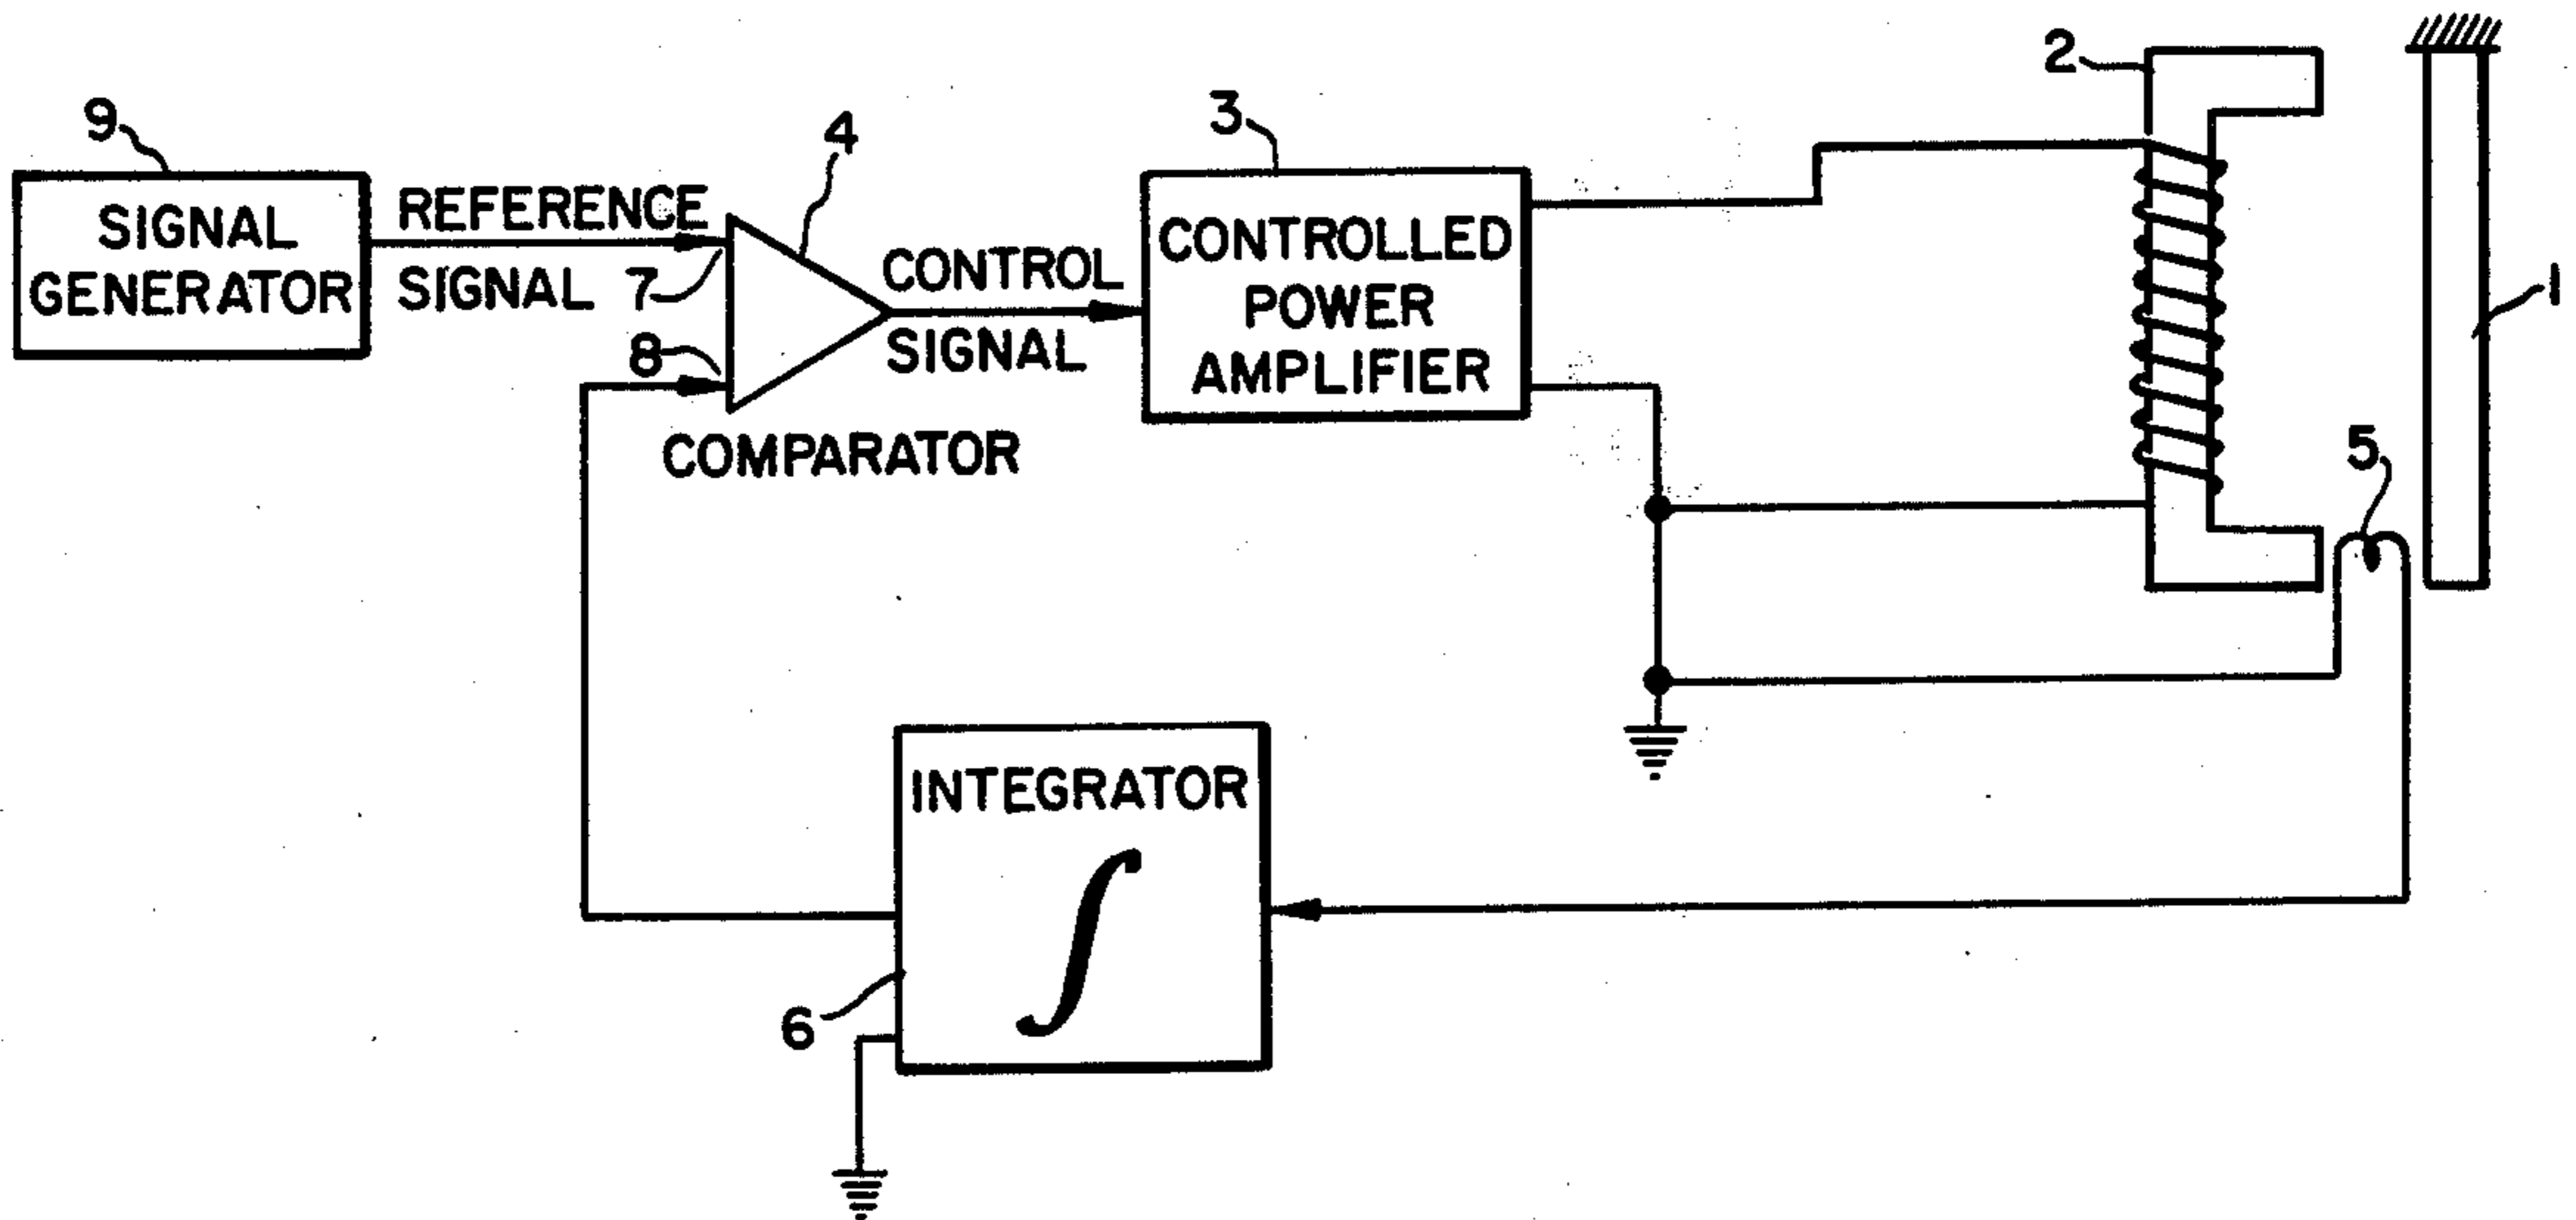 9
SIGNAL
GENERATOR
REFERENCE
SIGNAL
7
8
4
COMPARATOR
CONTROL
SIGNAL
3
CONTROLLED
POWER
AMPLIFIER
2
1
5
INTEGRATOR
∫
6